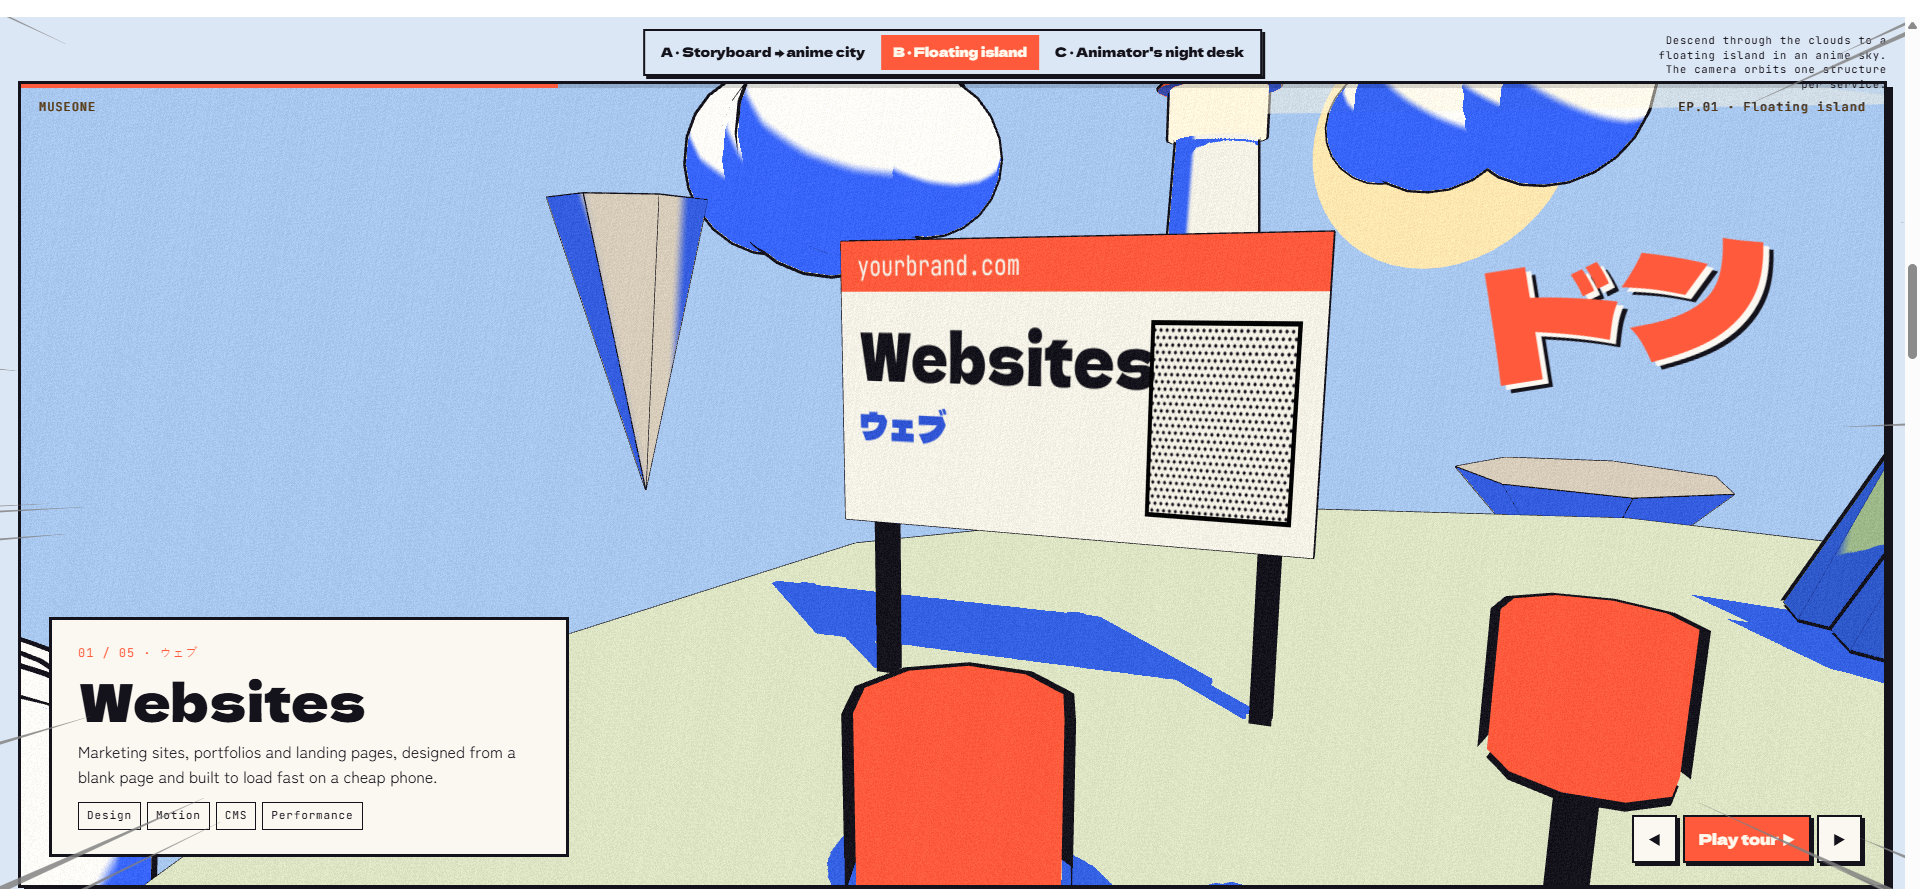 A · Storyboard → anime city
B · Floating island
C · Animator's night desk
Descend through the clouds to a
floating island in an anime sky.
The camera orbits one structure
per service.
MUSEONE
EP.01 · Floating island
yourbrand.com
Websites
ウェブ
ドン
01 / 05 · ウェブ
Websites
Marketing sites, portfolios and landing pages, designed from a
blank page and built to load fast on a cheap phone.
Design
Motion
CMS
Performance
◀
Play tour ▶
▶